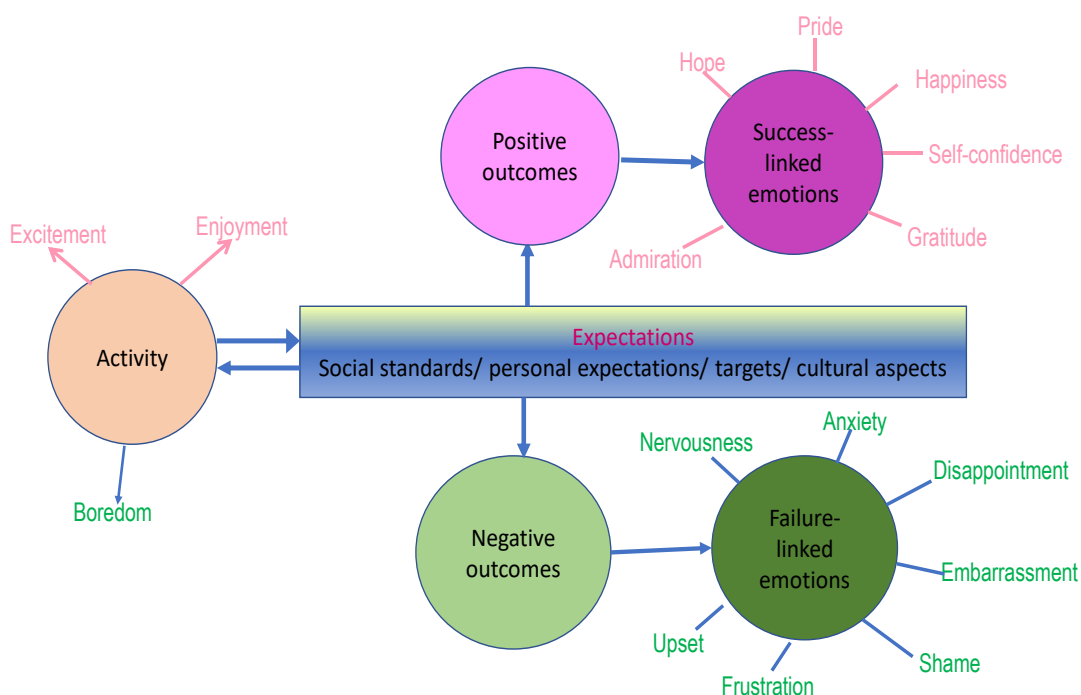 Pride
Hope
Happiness
Positive
outcomes
Success-
linked
emotions
Self-confidence
Gratitude
Admiration
Excitement
Enjoyment
Activity
Boredom
Expectations
Social standards/ personal expectations/ targets/ cultural aspects
Negative
outcomes
Failure-
linked
emotions
Nervousness
Anxiety
Disappointment
Embarrassment
Shame
Frustration
Upset